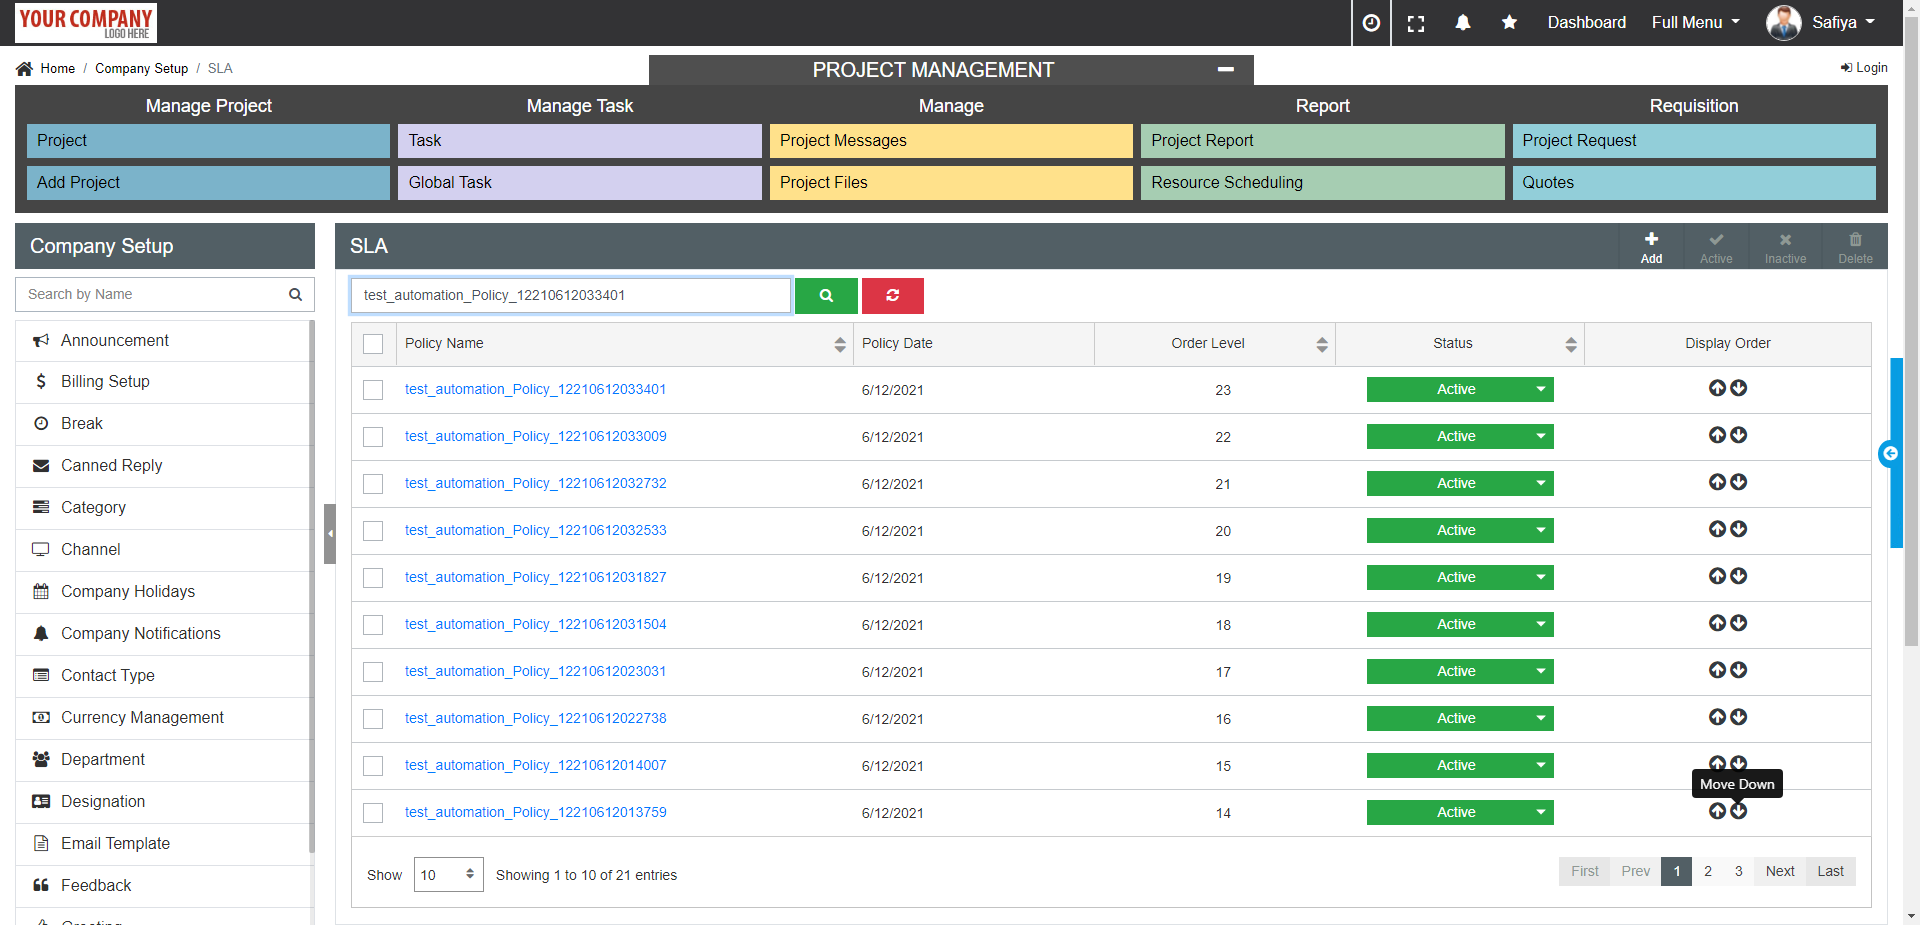 YOUR COMPANY
LOGO HERE
Dashboard
Full Menu
Safiya
Home / Company Setup / SLA
PROJECT MANAGEMENT
Login
Manage Project
Manage Task
Manage
Report
Requisition
Project
Task
Project Messages
Project Report
Project Request
Add Project
Global Task
Project Files
Resource Scheduling
Quotes
Company Setup
Search by Name
Announcement
Billing Setup
Break
Canned Reply
Category
Channel
Company Holidays
Company Notifications
Contact Type
Currency Management
Department
Designation
Email Template
Feedback
SLA
Add
Active
Inactive
Delete
test_automation_Policy_12210612033401
Policy Name Policy Date Order Level Status Display Order
test_automation_Policy_12210612033401 6/12/2021 23 Active
test_automation_Policy_12210612033009 6/12/2021 22 Active
test_automation_Policy_12210612032732 6/12/2021 21 Active
test_automation_Policy_12210612032533 6/12/2021 20 Active
test_automation_Policy_12210612031827 6/12/2021 19 Active
test_automation_Policy_12210612031504 6/12/2021 18 Active
test_automation_Policy_12210612023031 6/12/2021 17 Active
test_automation_Policy_12210612022738 6/12/2021 16 Active
test_automation_Policy_12210612014007 6/12/2021 15 Active
Move Down
test_automation_Policy_12210612013759 6/12/2021 14 Active
Show 10 Showing 1 to 10 of 21 entries
First Prev 1 2 3 Next Last